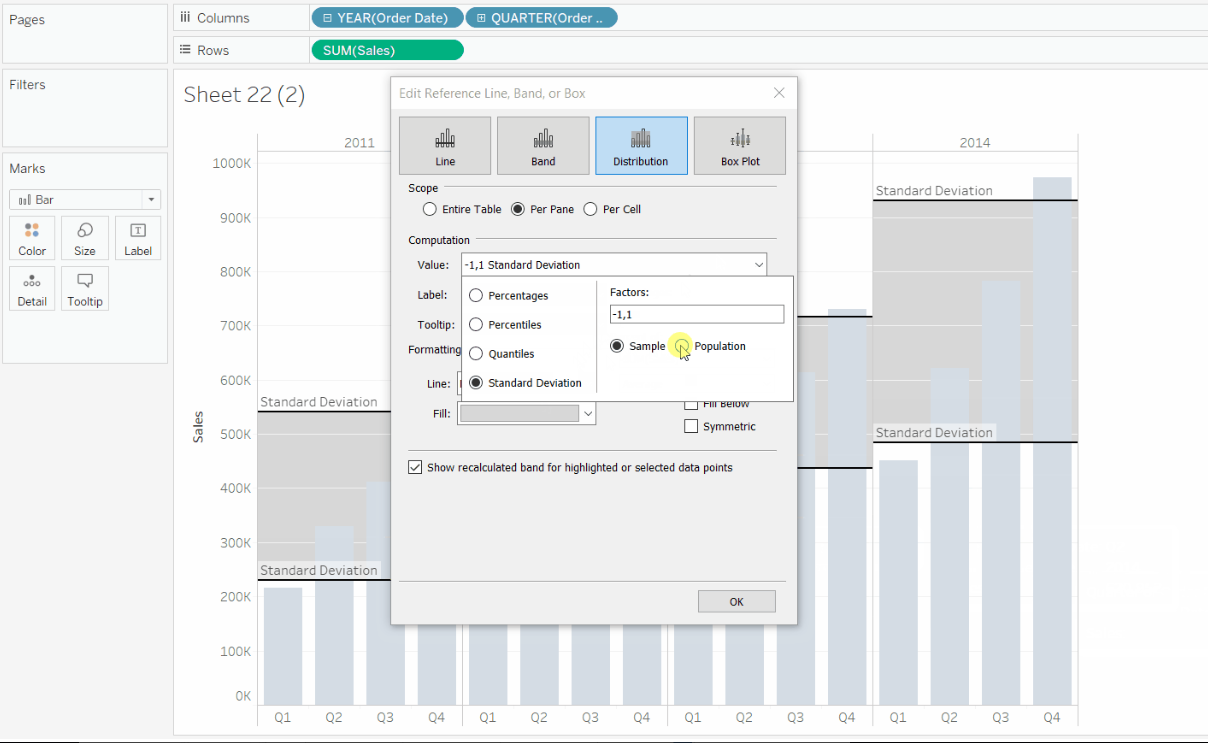 Pages
Columns
YEAR(Order Date)
QUARTER(Order ..
Rows
SUM(Sales)
Filters
Marks
Bar
Color
Size
Label
Detail
Tooltip
Sheet 22 (2)
Edit Reference Line, Band, or Box
Line
Band
Distribution
Box Plot
Scope
Entire Table
Per Pane
Per Cell
Computation
Value:
-1,1 Standard Deviation
Label:
Tooltip:
Formatting
Line:
Fill:
Percentages
Percentiles
Quantiles
Standard Deviation
Factors:
-1,1
Sample
Population
Fill Below
Symmetric
Show recalculated band for highlighted or selected data points
OK
2011
2014
Sales
1000K
900K
800K
700K
600K
500K
400K
300K
200K
100K
0K
Standard Deviation
Standard Deviation
Standard Deviation
Standard Deviation
Q1 Q2 Q3 Q4 Q1 Q2 Q3 Q4 Q1 Q2 Q3 Q4 Q1 Q2 Q3 Q4